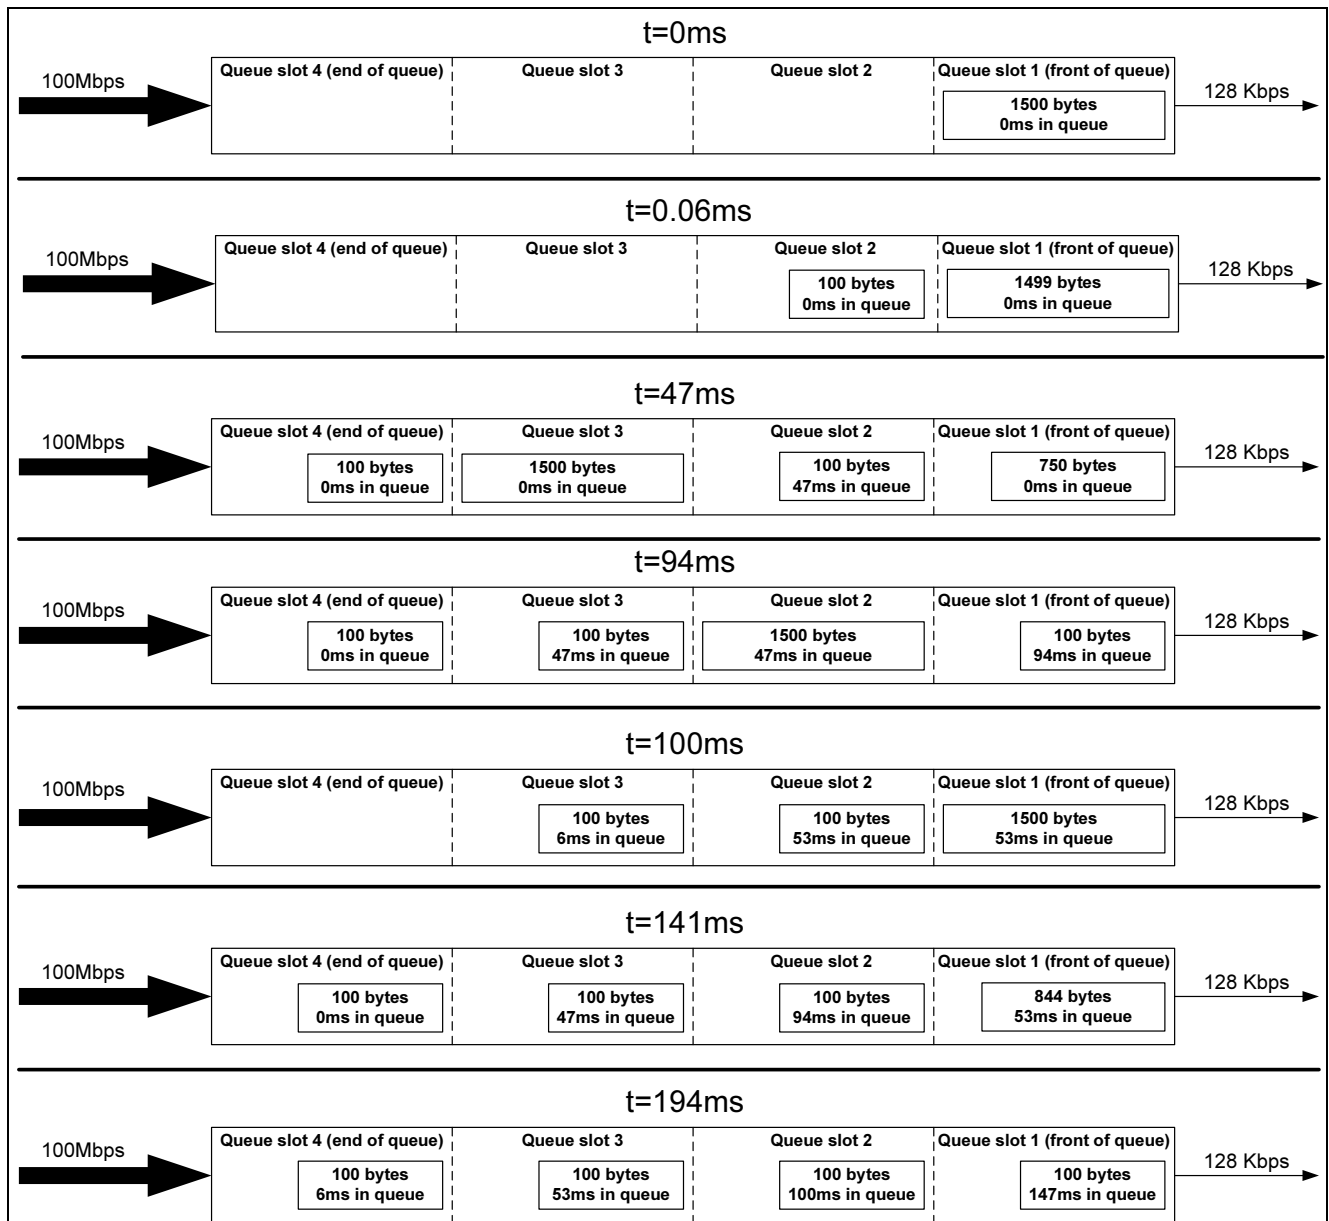 t=0ms
100Mbps
Queue slot 4 (end of queue)
Queue slot 3
Queue slot 2
Queue slot 1 (front of queue)
1500 bytes
0ms in queue
128 Kbps
t=0.06ms
100Mbps
Queue slot 4 (end of queue)
Queue slot 3
Queue slot 2
100 bytes
0ms in queue
Queue slot 1 (front of queue)
1499 bytes
0ms in queue
128 Kbps
t=47ms
100Mbps
Queue slot 4 (end of queue)
100 bytes
0ms in queue
Queue slot 3
1500 bytes
0ms in queue
Queue slot 2
100 bytes
47ms in queue
Queue slot 1 (front of queue)
750 bytes
0ms in queue
128 Kbps
t=94ms
100Mbps
Queue slot 4 (end of queue)
100 bytes
0ms in queue
Queue slot 3
100 bytes
47ms in queue
Queue slot 2
1500 bytes
47ms in queue
Queue slot 1 (front of queue)
100 bytes
94ms in queue
128 Kbps
t=100ms
100Mbps
Queue slot 4 (end of queue)
Queue slot 3
100 bytes
6ms in queue
Queue slot 2
100 bytes
53ms in queue
Queue slot 1 (front of queue)
1500 bytes
53ms in queue
128 Kbps
t=141ms
100Mbps
Queue slot 4 (end of queue)
100 bytes
0ms in queue
Queue slot 3
100 bytes
47ms in queue
Queue slot 2
100 bytes
94ms in queue
Queue slot 1 (front of queue)
844 bytes
53ms in queue
128 Kbps
t=194ms
100Mbps
Queue slot 4 (end of queue)
100 bytes
6ms in queue
Queue slot 3
100 bytes
53ms in queue
Queue slot 2
100 bytes
100ms in queue
Queue slot 1 (front of queue)
100 bytes
147ms in queue
128 Kbps